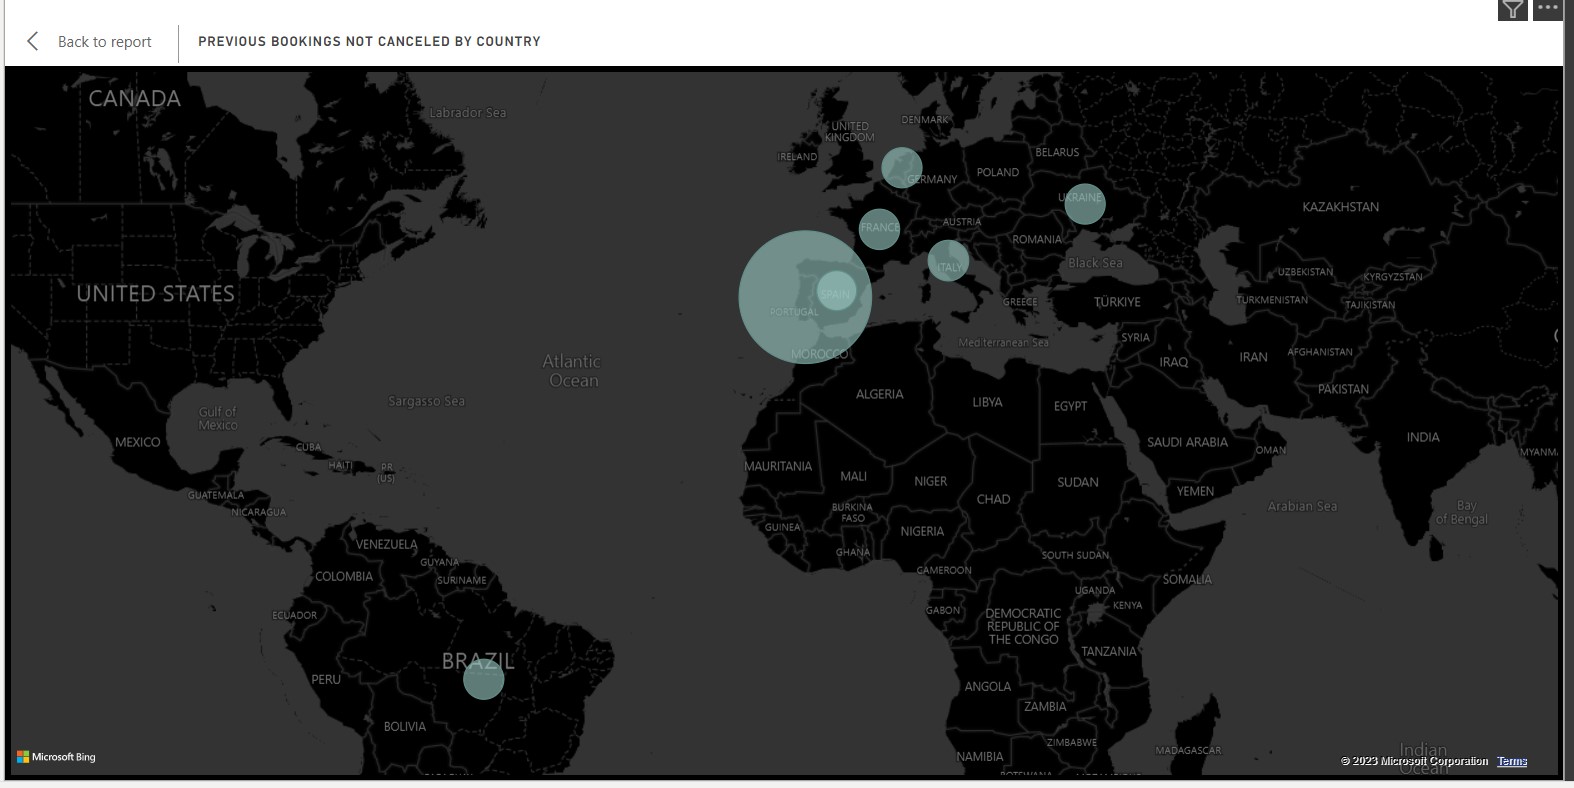 Back to report
PREVIOUS BOOKINGS NOT CANCELED BY COUNTRY
CANADA
Labrador Sea
DENMARK
UNITED
KINGDOM
IRELAND
BELARUS
POLAND
GERMANY
UKRAINE
KAZAKHSTAN
AUSTRIA
FRANCE
ROMANIA
Black Sea
ITALY
UZBEKISTAN
KYRGYZSTAN
UNITED STATES
SPAIN
GREECE
TÜRKIYE
TURKMENISTAN
TAJIKISTAN
PORTUGAL
SYRIA
Mediterranean Sea
MOROCCO
IRAQ
IRAN
AFGHANISTAN
Atlantic
Ocean
PAKISTAN
ALGERIA
LIBYA
EGYPT
Sargasso Sea
Gulf of
Mexico
MEXICO
CUBA
SAUDI ARABIA
OMAN
INDIA
MYANMA
HAITI
PR
(US)
MAURITANIA
MALI
NIGER
SUDAN
YEMEN
CHAD
GUATEMALA
NICARAGUA
BURKINA
FASO
Arabian Sea
Bay
of Bengal
GUINEA
NIGERIA
VENEZUELA
GHANA
SOUTH SUDAN
GUYANA
CAMEROON
COLOMBIA
SURINAME
SOMALIA
UGANDA
KENYA
ECUADOR
GABON
DEMOCRATIC
REPUBLIC OF
THE CONGO
BRAZIL
TANZANIA
PERU
ANGOLA
ZAMBIA
BOLIVIA
ZIMBABWE
MADAGASCAR
NAMIBIA
Indian
Ocean
Microsoft Bing
© 2023 Microsoft Corporation Terms